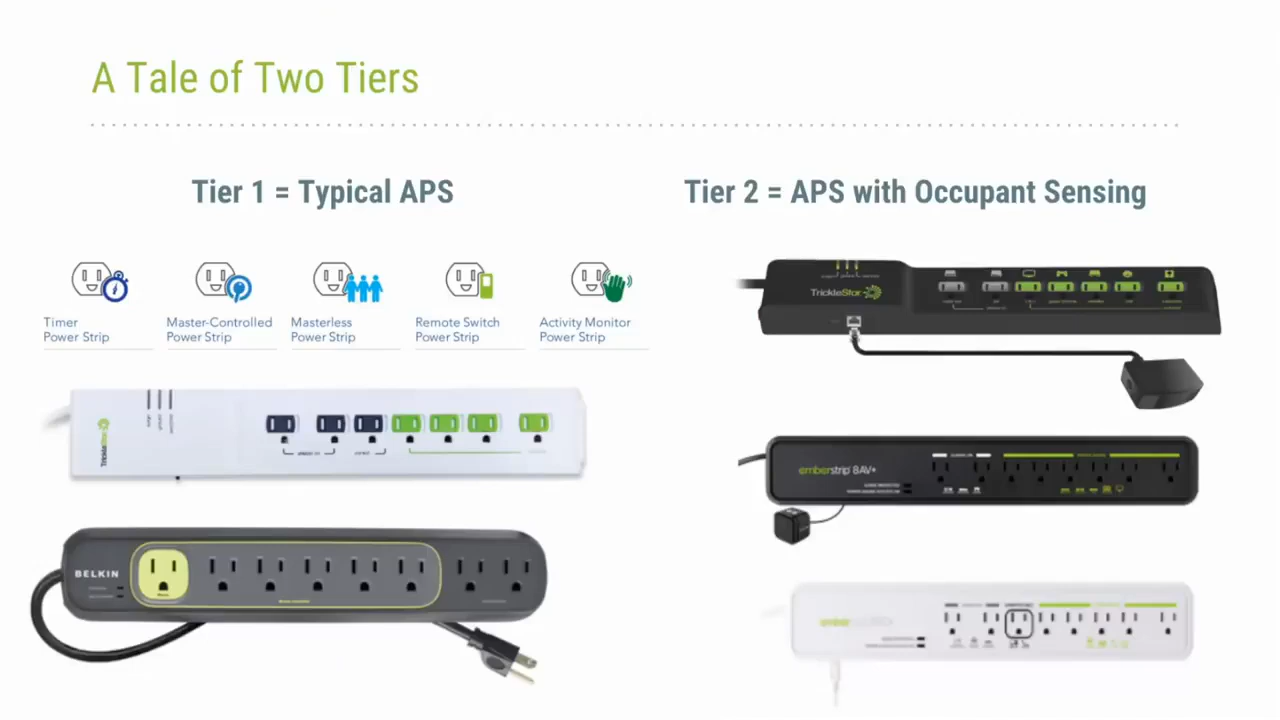 A Tale of Two Tiers
Tier 1 = Typical APS
Tier 2 = APS with Occupant Sensing
Timer
Power Strip
Master-Controlled
Power Strip
Masterless
Power Strip
Remote Switch
Power Strip
Activity Monitor
Power Strip
TrickleStar
TrickleStar
emberstrip 8AV+
BELKIN
ember